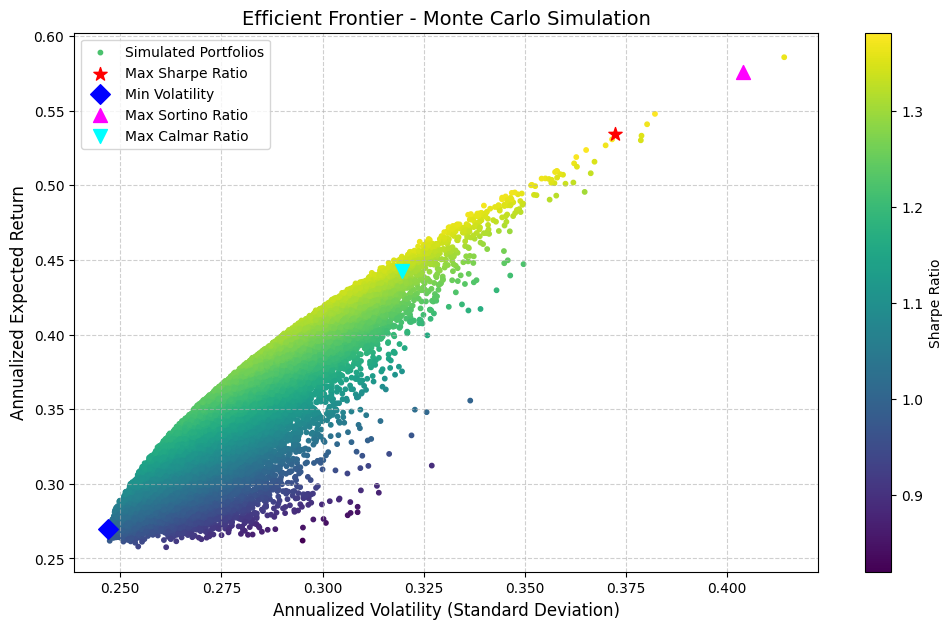 Efficient Frontier - Monte Carlo Simulation
Simulated Portfolios
Max Sharpe Ratio
Min Volatility
Max Sortino Ratio
Max Calmar Ratio
Annualized Expected Return
0.60
0.55
0.50
0.45
0.40
0.35
0.30
0.25
0.250
0.275
0.300
0.325
0.350
0.375
0.400
Annualized Volatility (Standard Deviation)
1.3
1.2
1.1
1.0
0.9
Sharpe Ratio